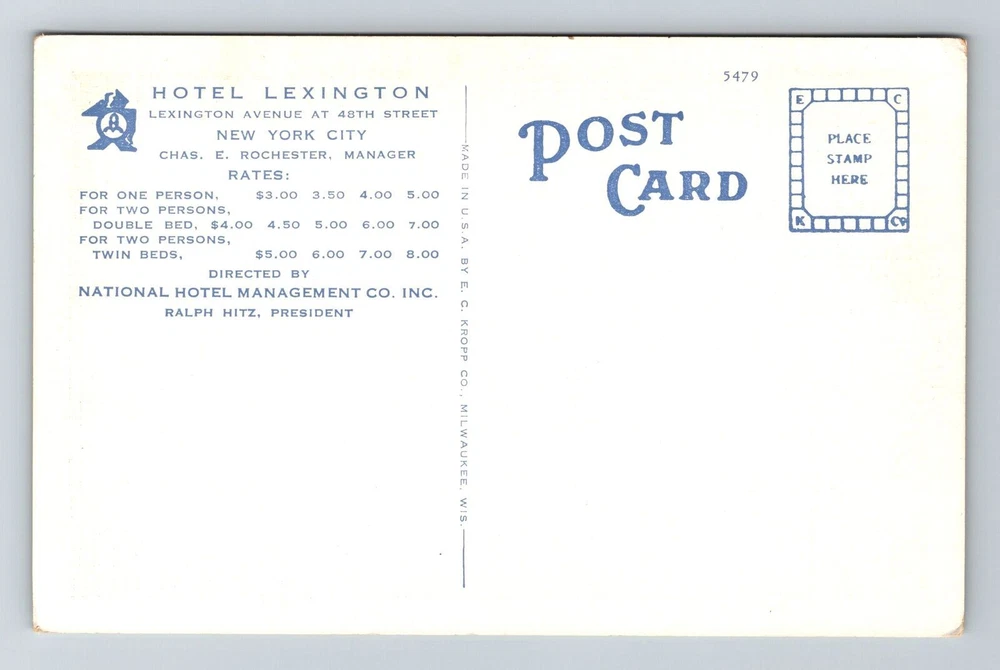 HOTEL LEXINGTON
LEXINGTON AVENUE AT 48TH STREET
NEW YORK CITY
CHAS. E. ROCHESTER, MANAGER
RATES:
FOR ONE PERSON, $3.00 3.50 4.00 5.00
FOR TWO PERSONS,
DOUBLE BED, $4.00 4.50 5.00 6.00 7.00
FOR TWO PERSONS,
TWIN BEDS, $5.00 6.00 7.00 8.00
DIRECTED BY
NATIONAL HOTEL MANAGEMENT CO. INC.
RALPH HITZ, PRESIDENT
MADE IN U.S.A. BY E. C. KROPP CO., MILWAUKEE, WIS.
5479
POST
CARD
E C
PLACE
STAMP
HERE
K Co